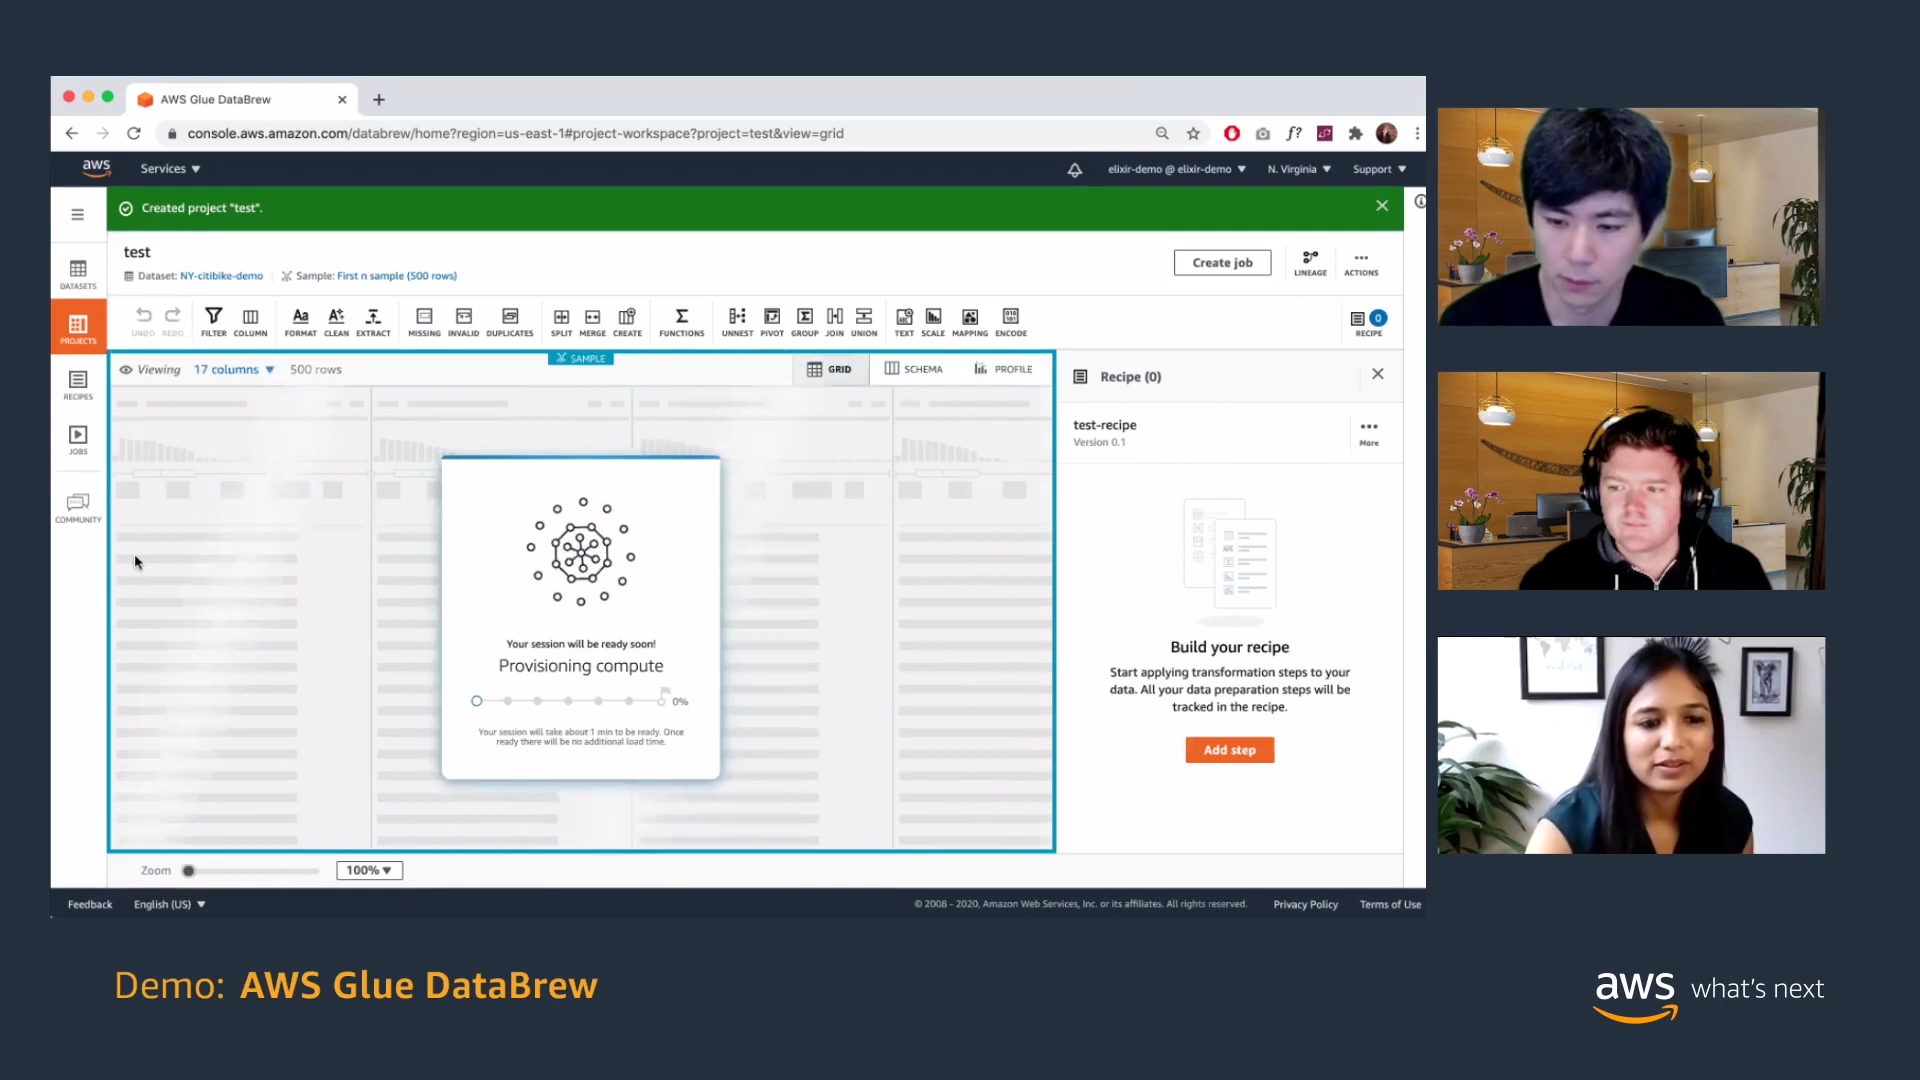 AWS Glue DataBrew
console.aws.amazon.com/databrew/home?region=us-east-1#project-workspace?project=test&view=grid
f?
aws Services elixir-demo @ elixir-demo N. Virginia Support
Created project "test".
test
Dataset: NY-citibike-demo Sample: First n sample (500 rows)
Create job LINEAGE ACTIONS
DATASETS
PROJECTS
RECIPES
JOBS
COMMUNITY
UNDO REDO FILTER COLUMN FORMAT CLEAN EXTRACT MISSING INVALID DUPLICATES SPLIT MERGE CREATE FUNCTIONS UNNEST PIVOT GROUP JOIN UNION TEXT SCALE MAPPING ENCODE 0 RECIPE
SAMPLE
Viewing 17 columns 500 rows GRID SCHEMA PROFILE
Your session will be ready soon!
Provisioning compute
0%
Your session will take about 1 min to be ready. Once
ready there will be no additional load time.
Recipe (0)
test-recipe
Version 0.1
More
Build your recipe
Start applying transformation steps to your
data. All your data preparation steps will be
tracked in the recipe.
Add step
Zoom 100%
Feedback English (US) © 2008 - 2020, Amazon Web Services, Inc. or its affiliates. All rights reserved. Privacy Policy Terms of Use
Demo: AWS Glue DataBrew
aws what's next